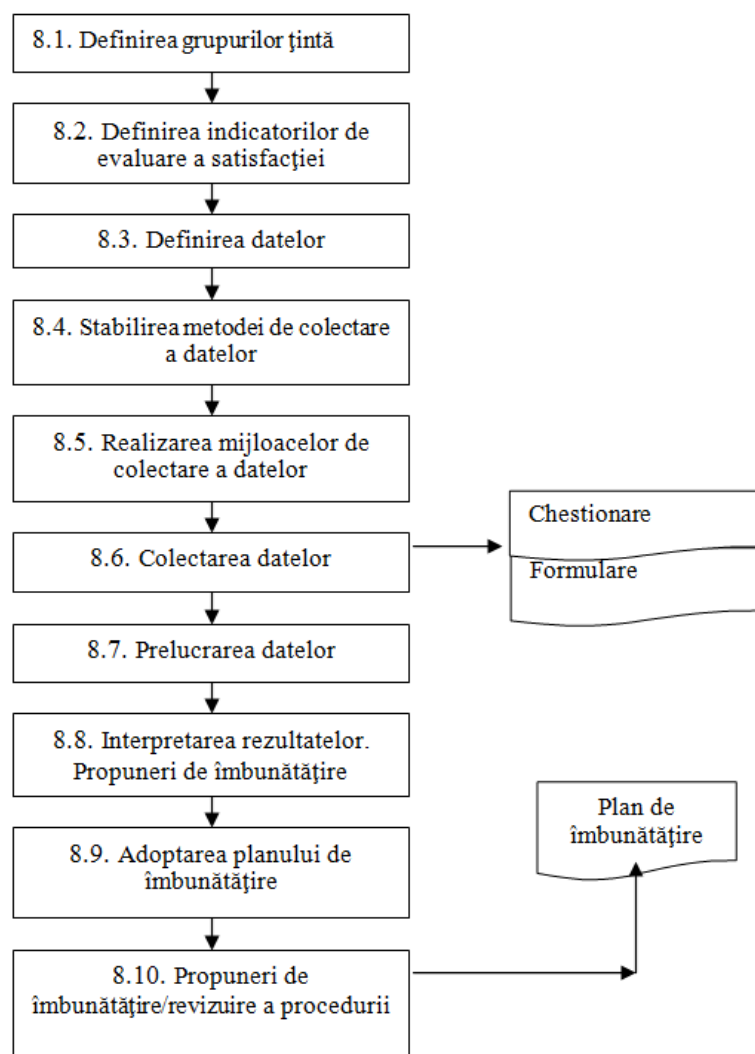 8.1. Definirea grupurilor ţintă
8.2. Definirea indicatorilor de
evaluare a satisfacţiei
8.3. Definirea datelor
8.4. Stabilirea metodei de colectare
a datelor
8.5. Realizarea mijloacelor de
colectare a datelor
8.6. Colectarea datelor
Chestionare
Formulare
8.7. Prelucrarea datelor
8.8. Interpretarea rezultatelor.
Propuneri de îmbunătăţire
8.9. Adoptarea planului de
îmbunătăţire
Plan de
îmbunătăţire
8.10. Propuneri de
îmbunătăţire/revizuire a procedurii